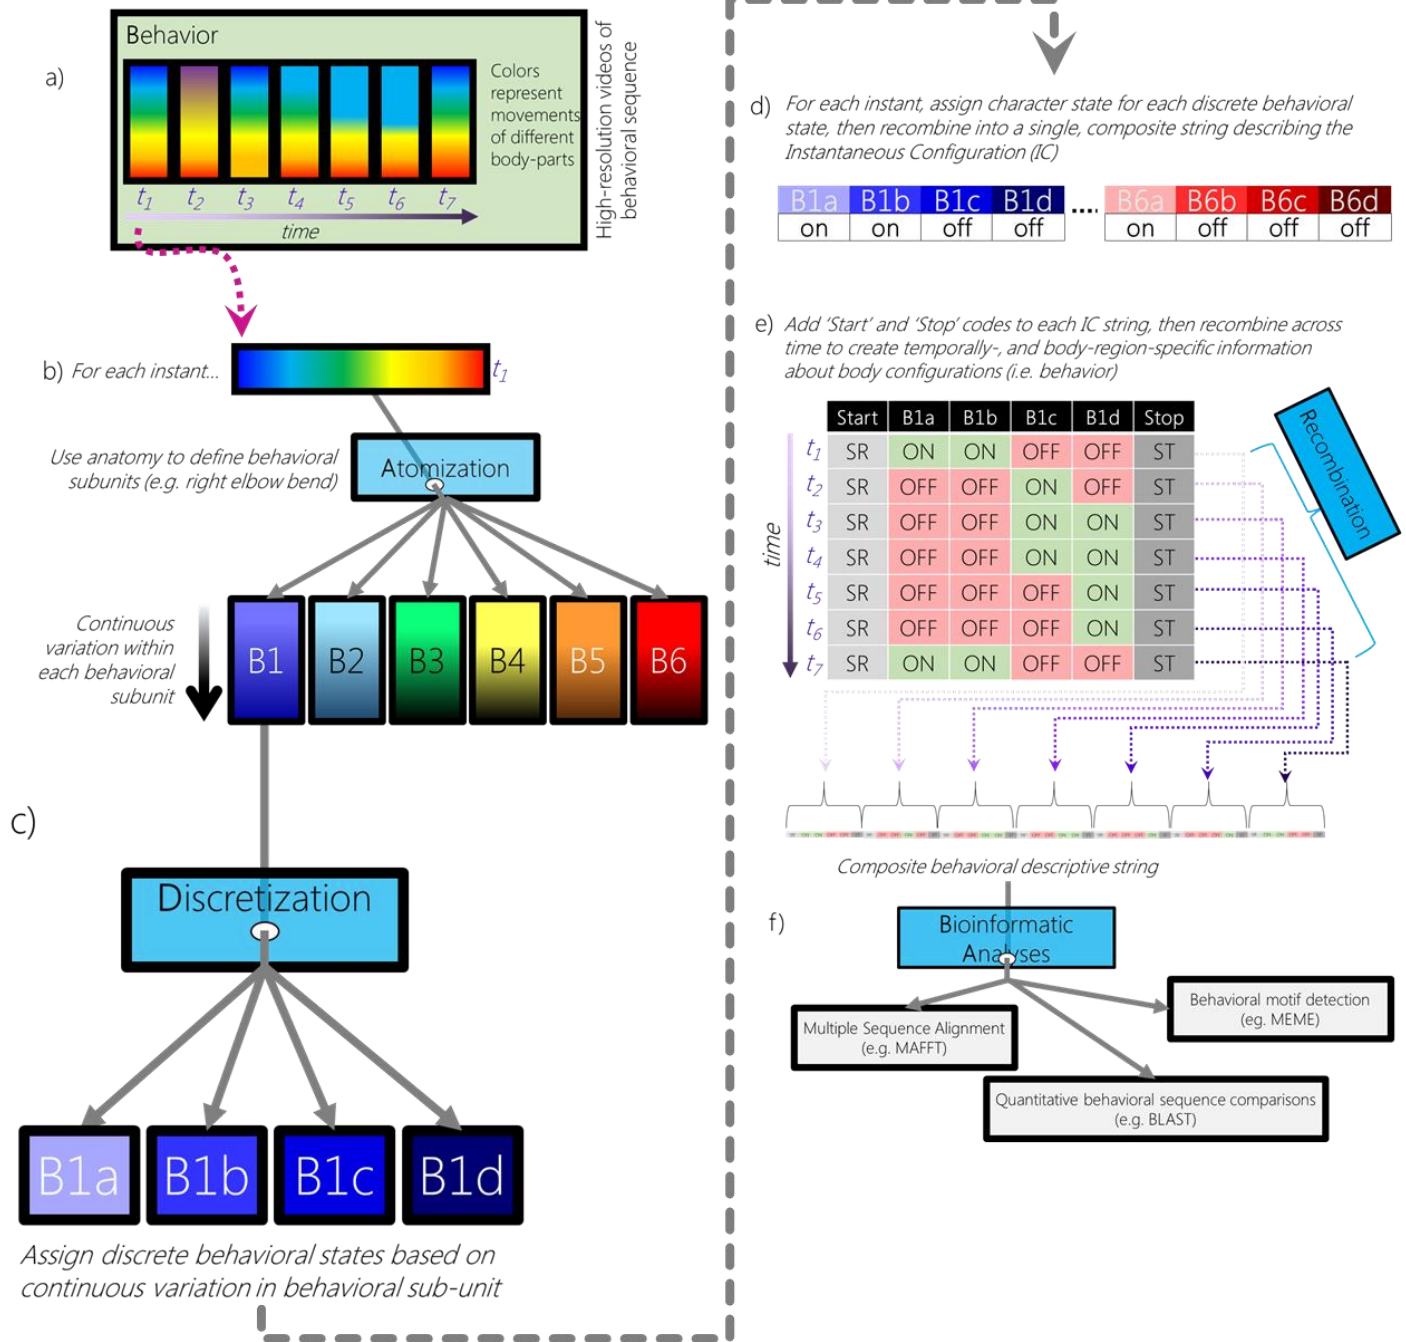 a)
Behavior
Colors
represent
movements
of different
body-parts
High-resolution videos of
behavioral sequence
t1 t2 t3 t4 t5 t6 t7
time
b) For each instant...
t1
Use anatomy to define behavioral
subunits (e.g. right elbow bend)
Atomization
Continuous
variation within
each behavioral
subunit
B1 B2 B3 B4 B5 B6
c)
Discretization
B1a B1b B1c B1d
Assign discrete behavioral states based on
continuous variation in behavioral sub-unit
d) For each instant, assign character state for each discrete behavioral
state, then recombine into a single, composite string describing the
Instantaneous Configuration (IC)
B1a B1b B1c B1d .... B6a B6b B6c B6d
on on off off on off off off
e) Add 'Start' and 'Stop' codes to each IC string, then recombine across
time to create temporally-, and body-region-specific information
about body configurations (i.e. behavior)
Start B1a B1b B1c B1d Stop
t1 SR ON ON OFF OFF ST
t2 SR OFF OFF ON OFF ST
t3 SR OFF OFF ON ON ST
t4 SR OFF OFF ON ON ST
t5 SR OFF OFF OFF ON ST
t6 SR OFF OFF OFF ON ST
t7 SR ON ON OFF OFF ST
time
Recombination
Composite behavioral descriptive string
f)
Bioinformatic
Analyses
Behavioral motif detection
(eg. MEME)
Multiple Sequence Alignment
(e.g. MAFFT)
Quantitative behavioral sequence comparisons
(e.g. BLAST)